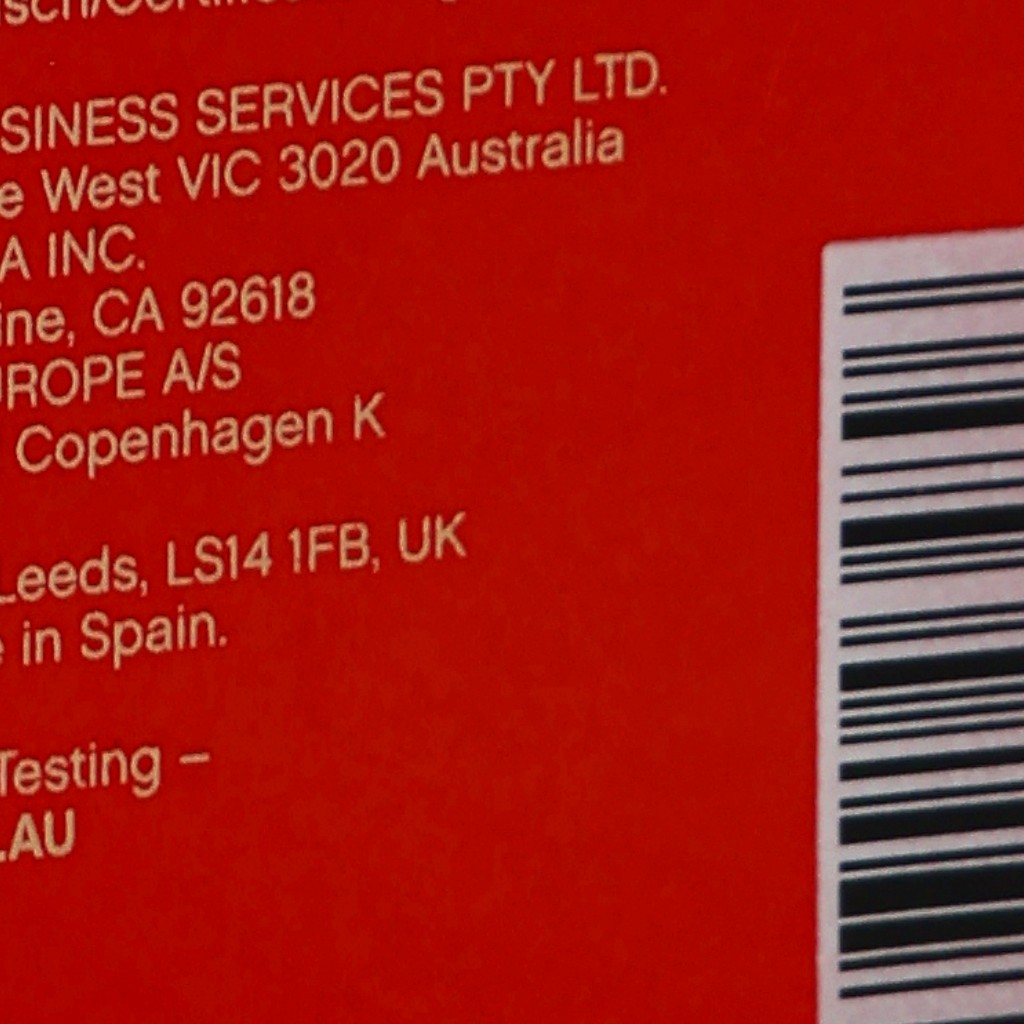 SINESS SERVICES PTY LTD.
e West VIC 3020 Australia
A INC.
ine, CA 92618
UROPE A/S
Copenhagen K
Leeds, LS14 1FB, UK
e in Spain.
Testing –
.AU